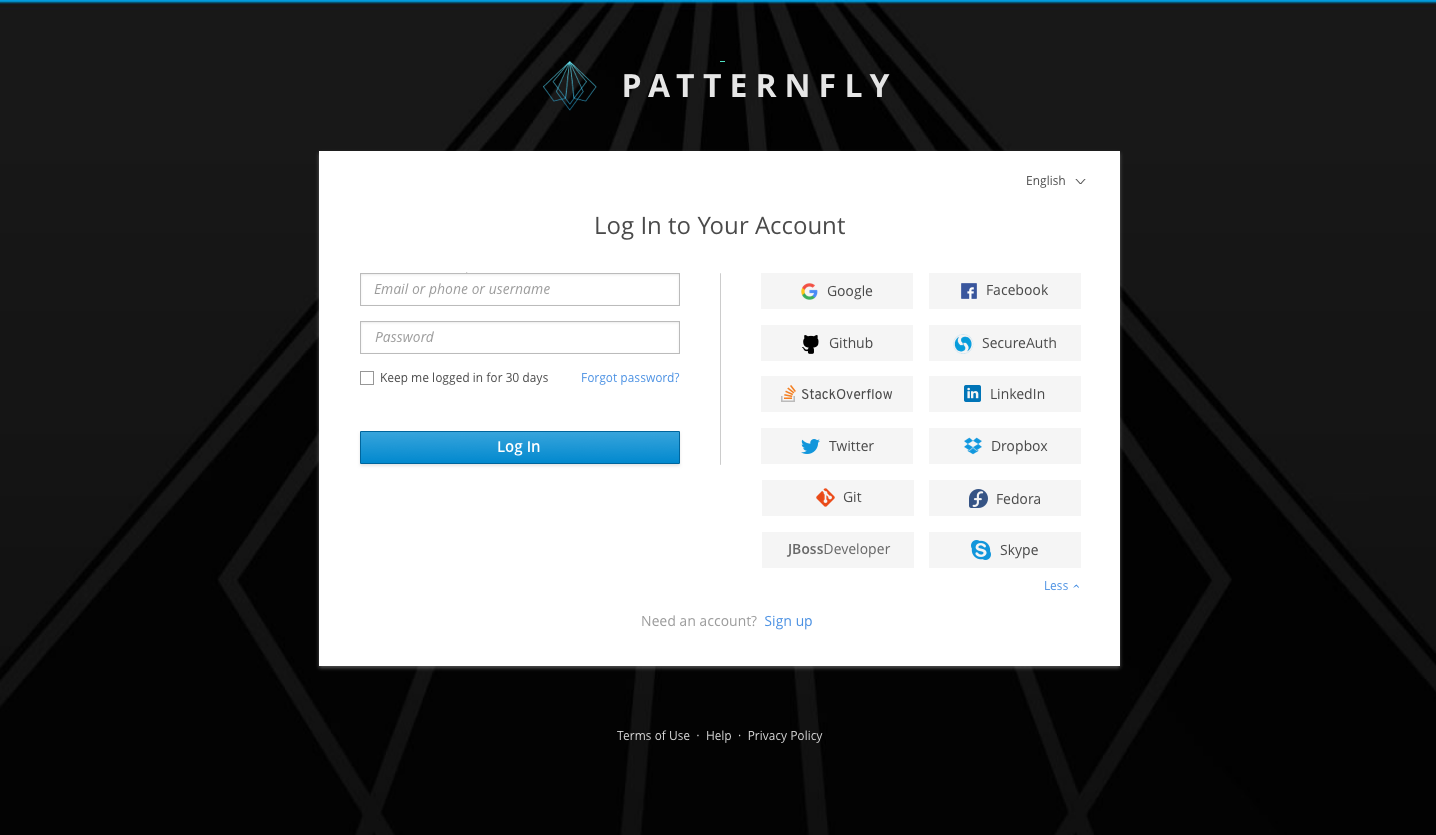 PATTERNFLY
English
Log In to Your Account
Email or phone or username
Password
Keep me logged in for 30 days
Forgot password?
Log In
Google
Facebook
Github
SecureAuth
StackOverflow
LinkedIn
Twitter
Dropbox
Git
Fedora
JBossDeveloper
Skype
Less
Need an account? Sign up
Terms of Use · Help · Privacy Policy